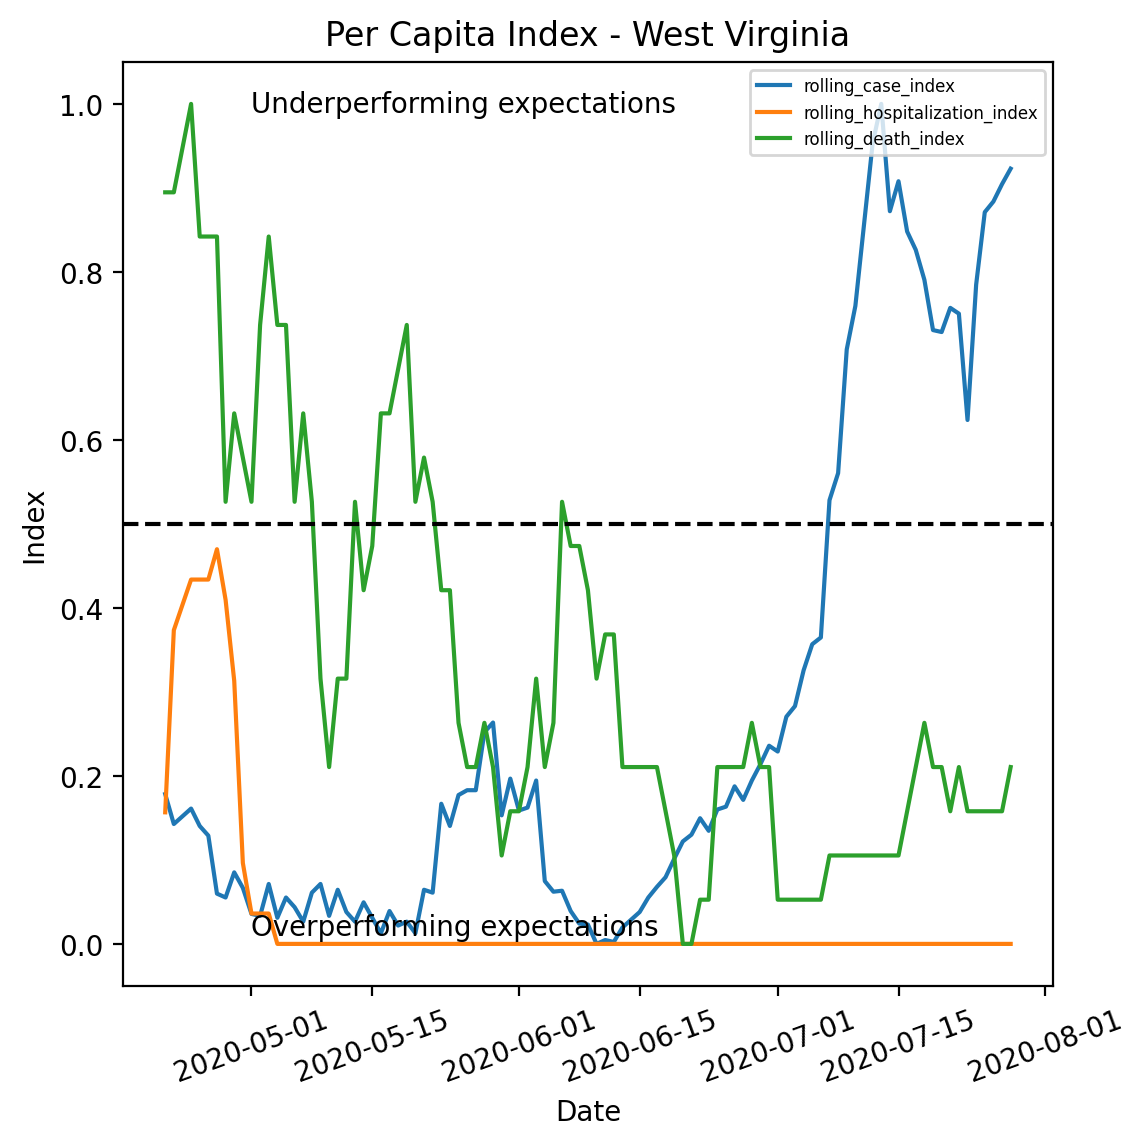 Per Capita Index - West Virginia
Underperforming expectations
rolling_case_index
rolling_hospitalization_index
rolling_death_index
1.0
0.8
0.6
0.4
0.2
0.0
Index
Overperforming expectations
2020-05-01
2020-05-15
2020-06-01
2020-06-15
2020-07-01
2020-07-15
2020-08-01
Date